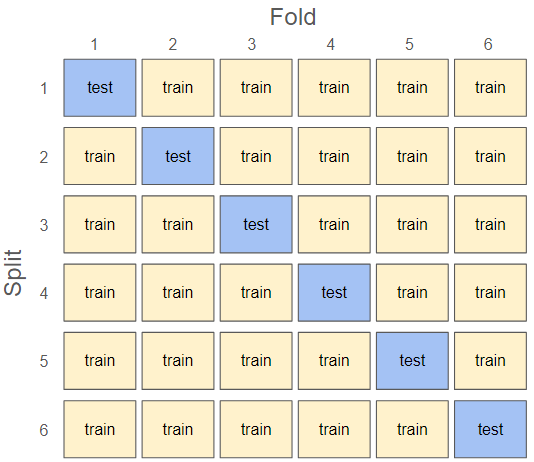 Fold
1 2 3 4 5 6
1 test train train train train train
2 train test train train train train
3 train train test train train train
Split
4 train train train test train train
5 train train train train test train
6 train train train train train test